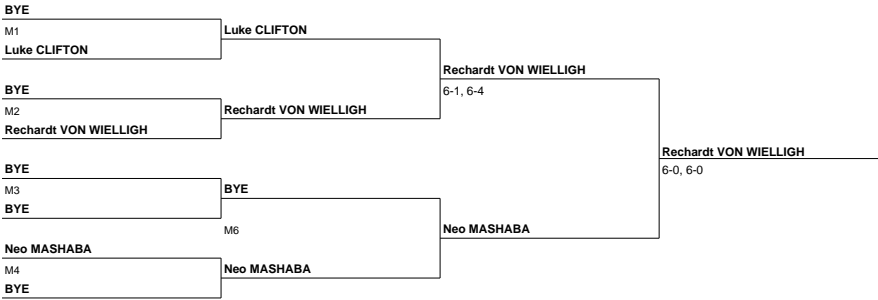 BYE
M1
Luke CLIFTON
BYE
M2
Rechardt VON WIELLIGH
BYE
M3
BYE
Neo MASHABA
M4
BYE
Luke CLIFTON
Rechardt VON WIELLIGH
BYE
M6
Neo MASHABA
Rechardt VON WIELLIGH
6-1, 6-4
Neo MASHABA
Rechardt VON WIELLIGH
6-0, 6-0